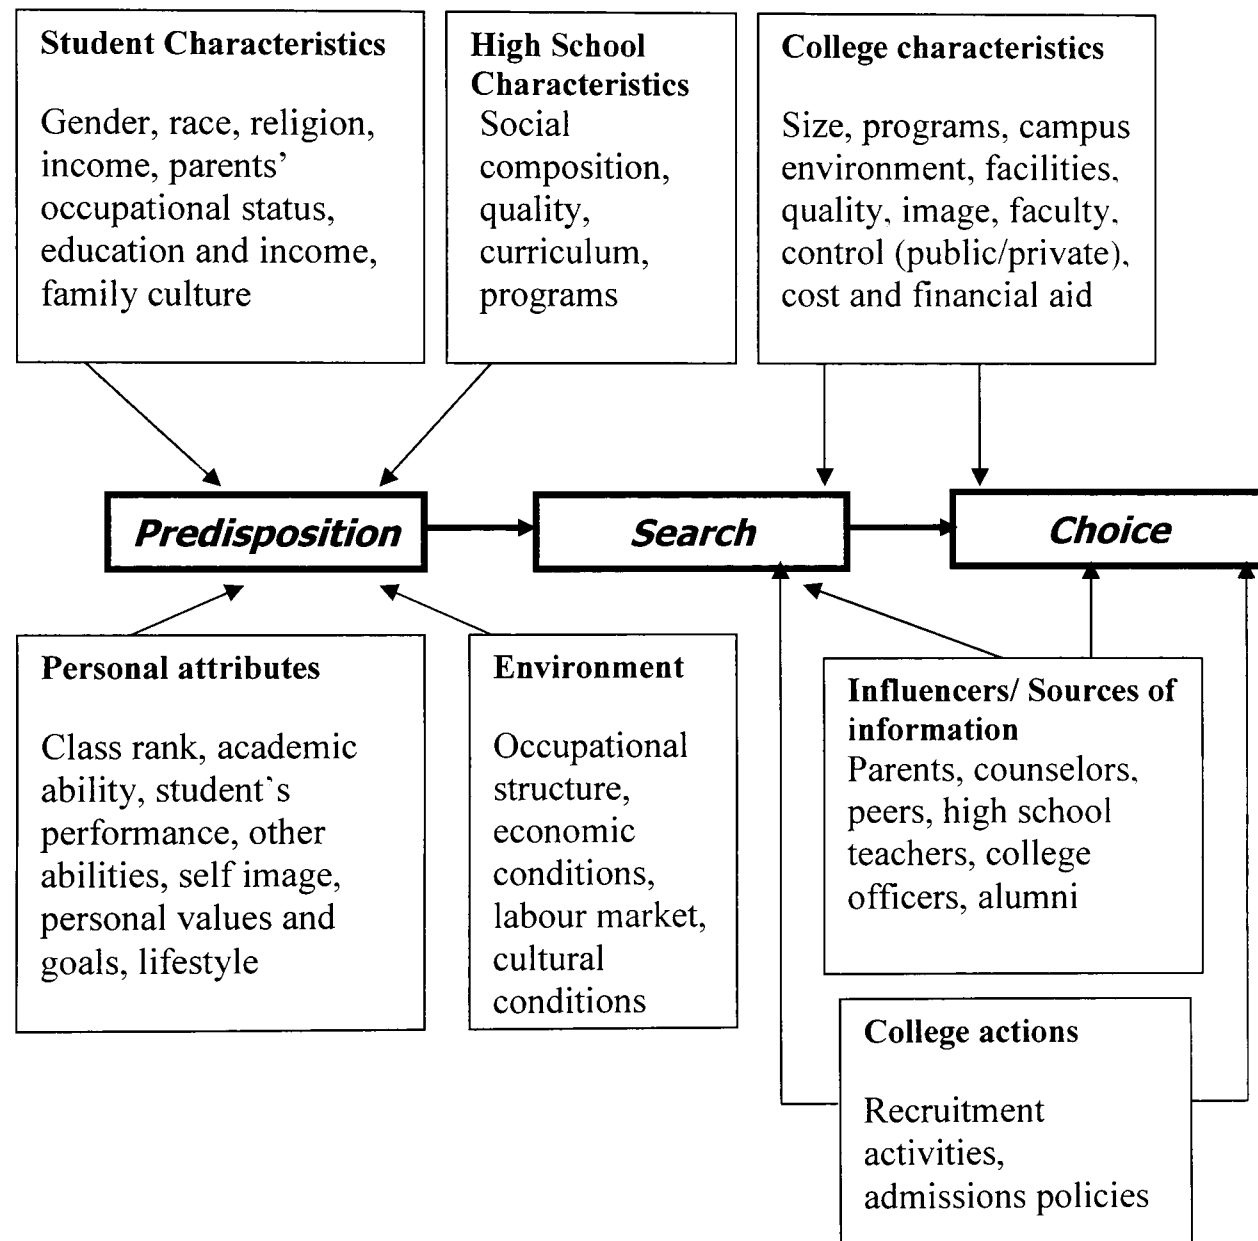 Student Characteristics
Gender, race, religion,
income, parents’
occupational status,
education and income,
family culture
High School
Characteristics
Social
composition,
quality,
curriculum,
programs
College characteristics
Size, programs, campus
environment, facilities,
quality, image, faculty,
control (public/private),
cost and financial aid
Predisposition
Search
Choice
Personal attributes
Class rank, academic
ability, student`s
performance, other
abilities, self image,
personal values and
goals, lifestyle
Environment
Occupational
structure,
economic
conditions,
labour market,
cultural
conditions
Influencers/ Sources of
information
Parents, counselors,
peers, high school
teachers, college
officers, alumni
College actions
Recruitment
activities,
admissions policies